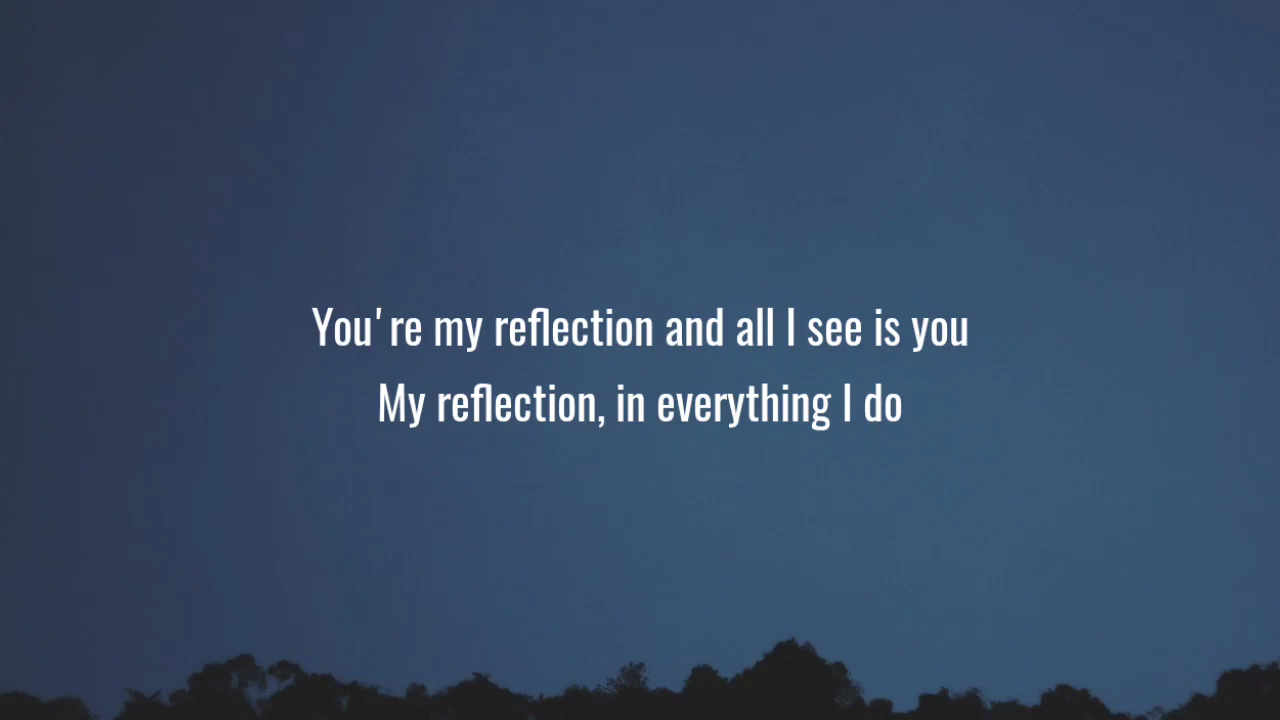 You're my reflection and all I see is you
My reflection, in everything I do